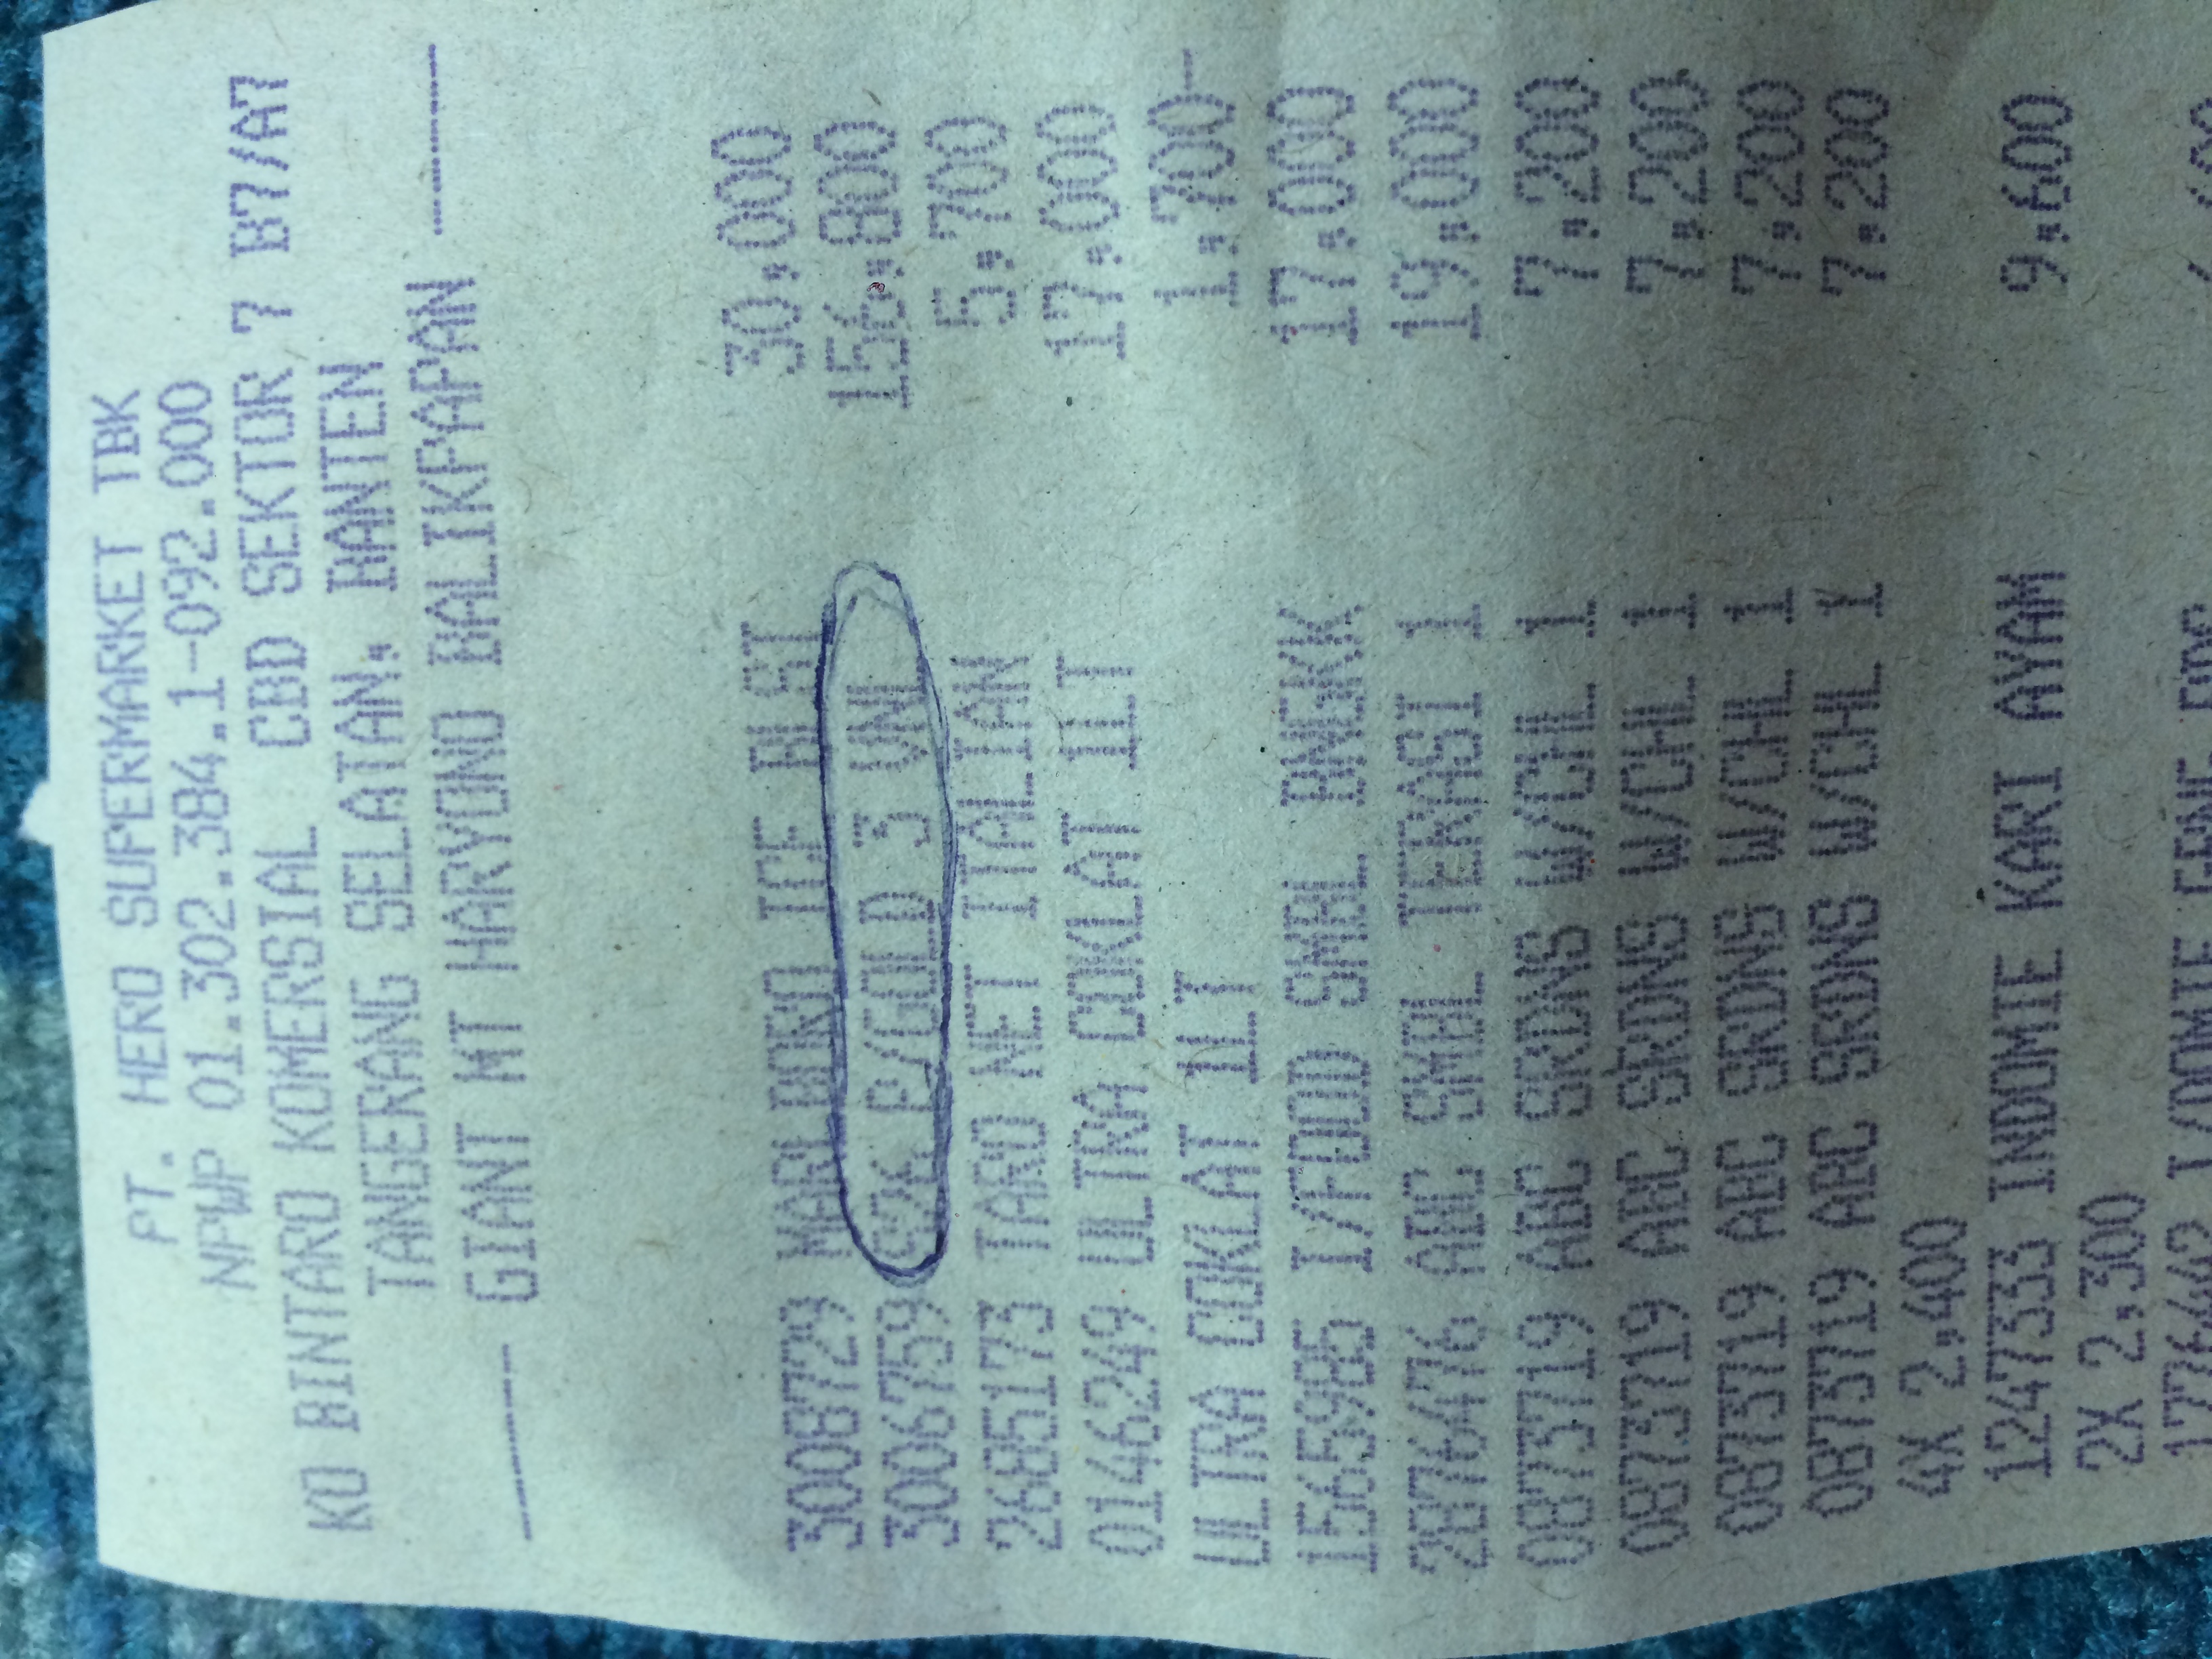 PT. HERO SUPERMARKET TBK
NPWP 01.302.384.1-092.000
KO BINTARO KOMERSIAL CBD SEKTOR 7 B7/A7
TANGERANG SELATAN, BANTEN
------ GIANT MT HARYONO BALIKPAPAN ------
3008729 MARLBORO ICE BLST 30,000
3006759 S26 P/GOLD 3 VNL 156,800
2685173 TARO NET ITALIAN 5,700
0146249 ULTRA COKLAT 1LT 17,000
ULTRA COKLAT 1LT 1,700-
1565985 I/FOOD SMBL BNGKK 17,000
2876476 ABC SMBL TERASI 1 19,000
0873719 ABC SRDNS W/CHL 1 7,200
0873719 ABC SRDNS W/CHL 1 7,200
0873719 ABC SRDNS W/CHL 1 7,200
0873719 ABC SRDNS W/CHL 1 7,200
4X 2,400
1247333 INDOMIE KARI AYAM 9,600
2X 2,300
1776442 I/DOMIE